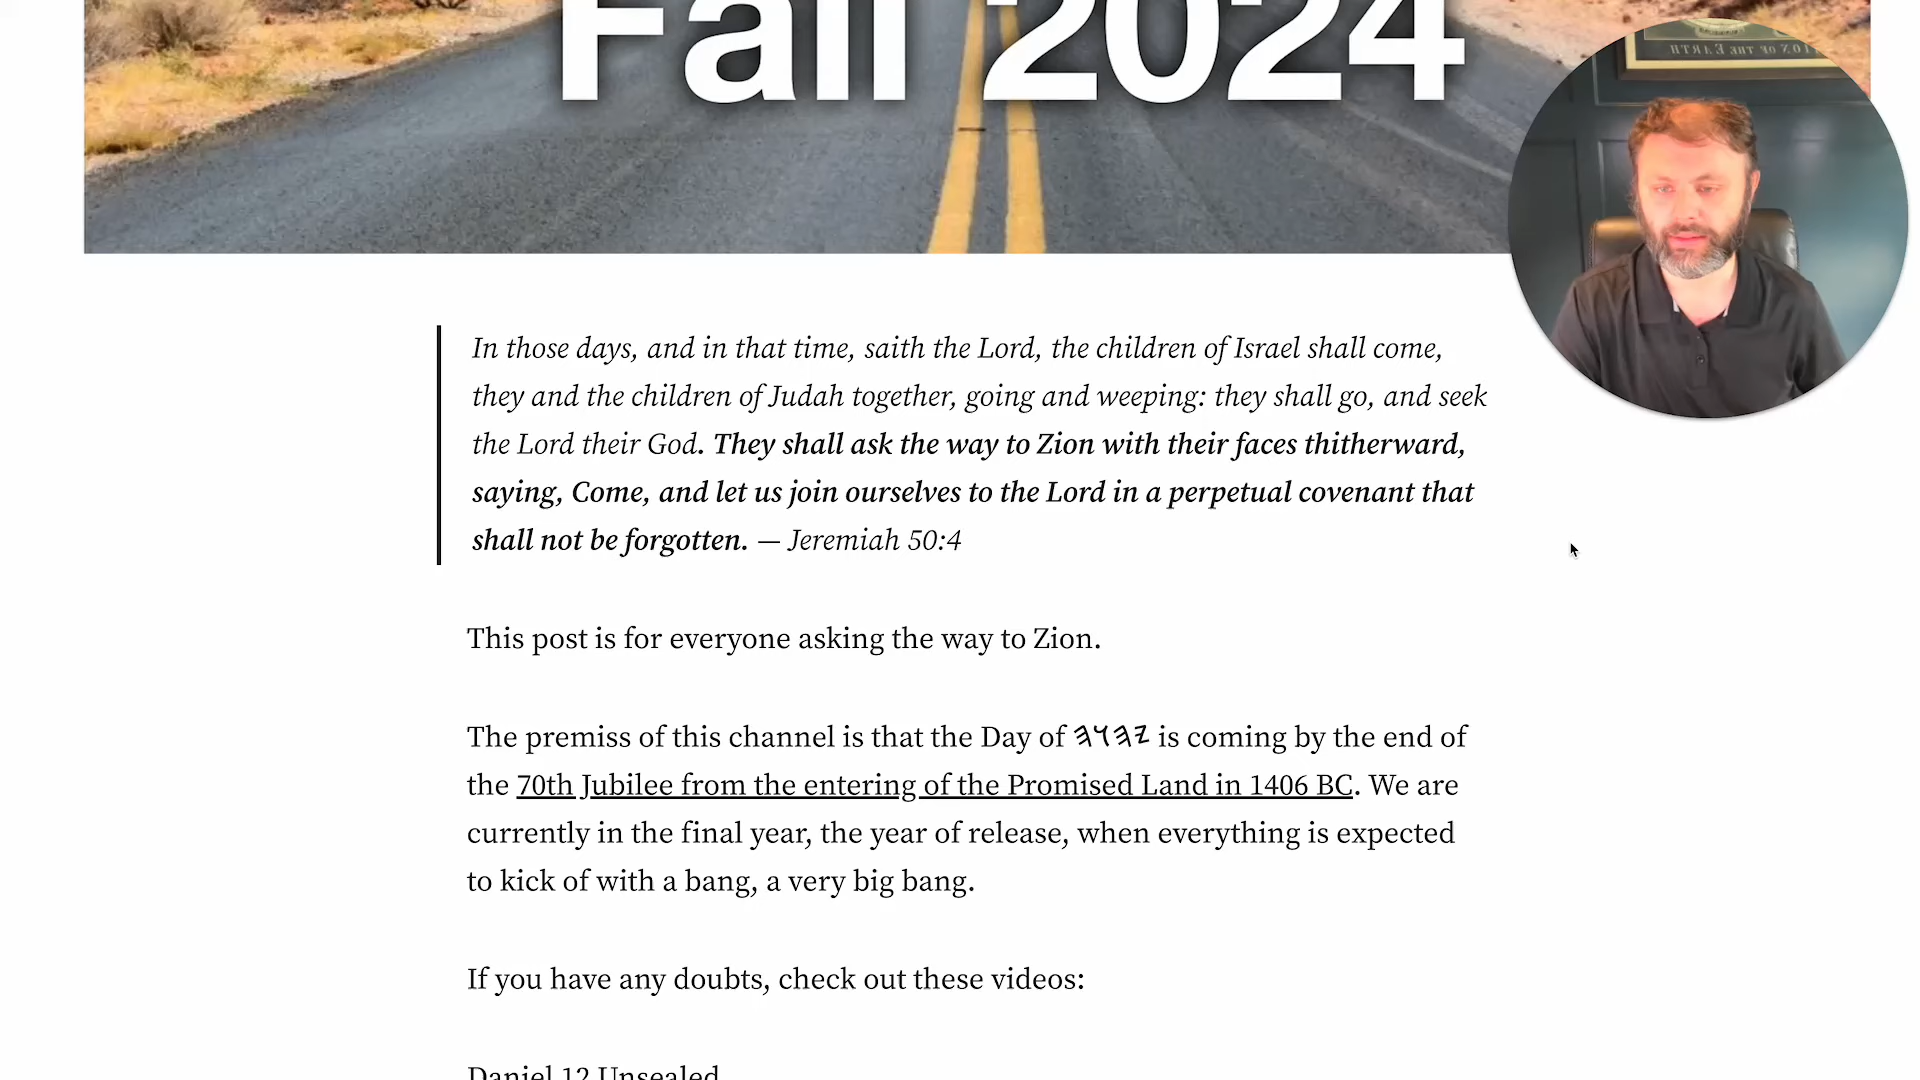 Fall 2024
ION OF THE EARTH
In those days, and in that time, saith the Lord, the children of Israel shall come,
they and the children of Judah together, going and weeping: they shall go, and seek
the Lord their God. They shall ask the way to Zion with their faces thitherward,
saying, Come, and let us join ourselves to the Lord in a perpetual covenant that
shall not be forgotten. — Jeremiah 50:4
This post is for everyone asking the way to Zion.
The premiss of this channel is that the Day of 𐤉𐤄𐤅𐤄 is coming by the end of
the 70th Jubilee from the entering of the Promised Land in 1406 BC. We are
currently in the final year, the year of release, when everything is expected
to kick of with a bang, a very big bang.
If you have any doubts, check out these videos:
Daniel 12 Unsealed